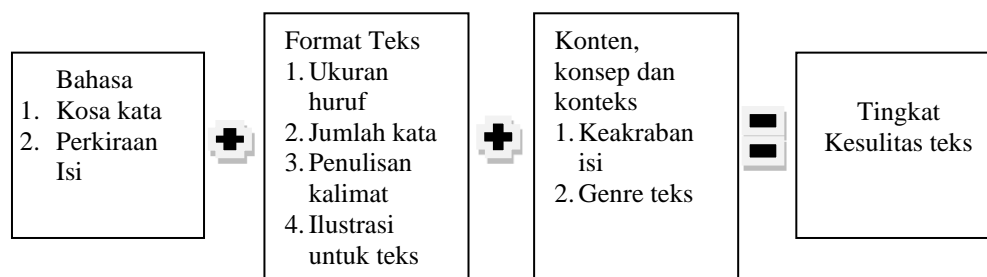 Bahasa
1. Kosa kata
2. Perkiraan
Isi
Format Teks
1. Ukuran
huruf
2. Jumlah kata
3. Penulisan
kalimat
4. Ilustrasi
untuk teks
Konten,
konsep dan
konteks
1. Keakraban
isi
2. Genre teks
Tingkat
Kesulitas teks